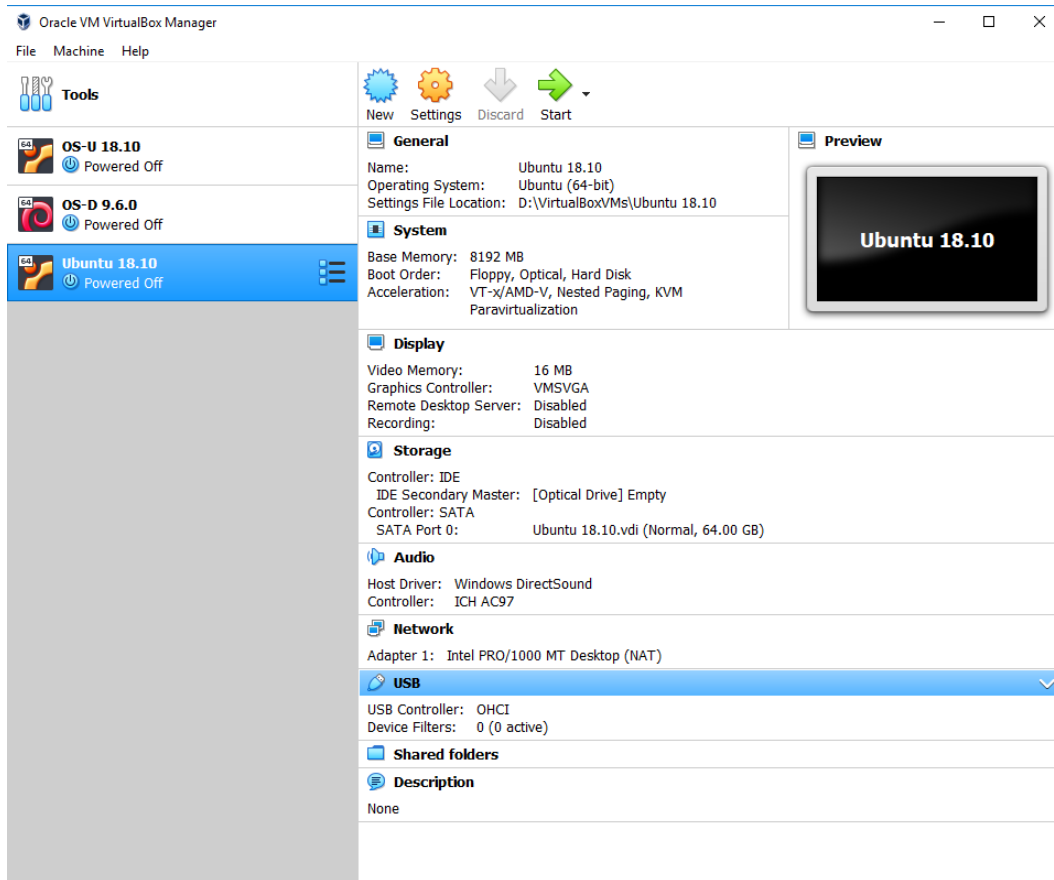 Oracle VM VirtualBox Manager
File Machine Help
Tools
New Settings Discard Start
64 OS-U 18.10
Powered Off
64 OS-D 9.6.0
Powered Off
64 Ubuntu 18.10
Powered Off
General
Name: Ubuntu 18.10
Operating System: Ubuntu (64-bit)
Settings File Location: D:\VirtualBoxVMs\Ubuntu 18.10
Preview
Ubuntu 18.10
System
Base Memory: 8192 MB
Boot Order: Floppy, Optical, Hard Disk
Acceleration: VT-x/AMD-V, Nested Paging, KVM
Paravirtualization
Display
Video Memory: 16 MB
Graphics Controller: VMSVGA
Remote Desktop Server: Disabled
Recording: Disabled
Storage
Controller: IDE
IDE Secondary Master: [Optical Drive] Empty
Controller: SATA
SATA Port 0: Ubuntu 18.10.vdi (Normal, 64.00 GB)
Audio
Host Driver: Windows DirectSound
Controller: ICH AC97
Network
Adapter 1: Intel PRO/1000 MT Desktop (NAT)
USB
USB Controller: OHCI
Device Filters: 0 (0 active)
Shared folders
Description
None